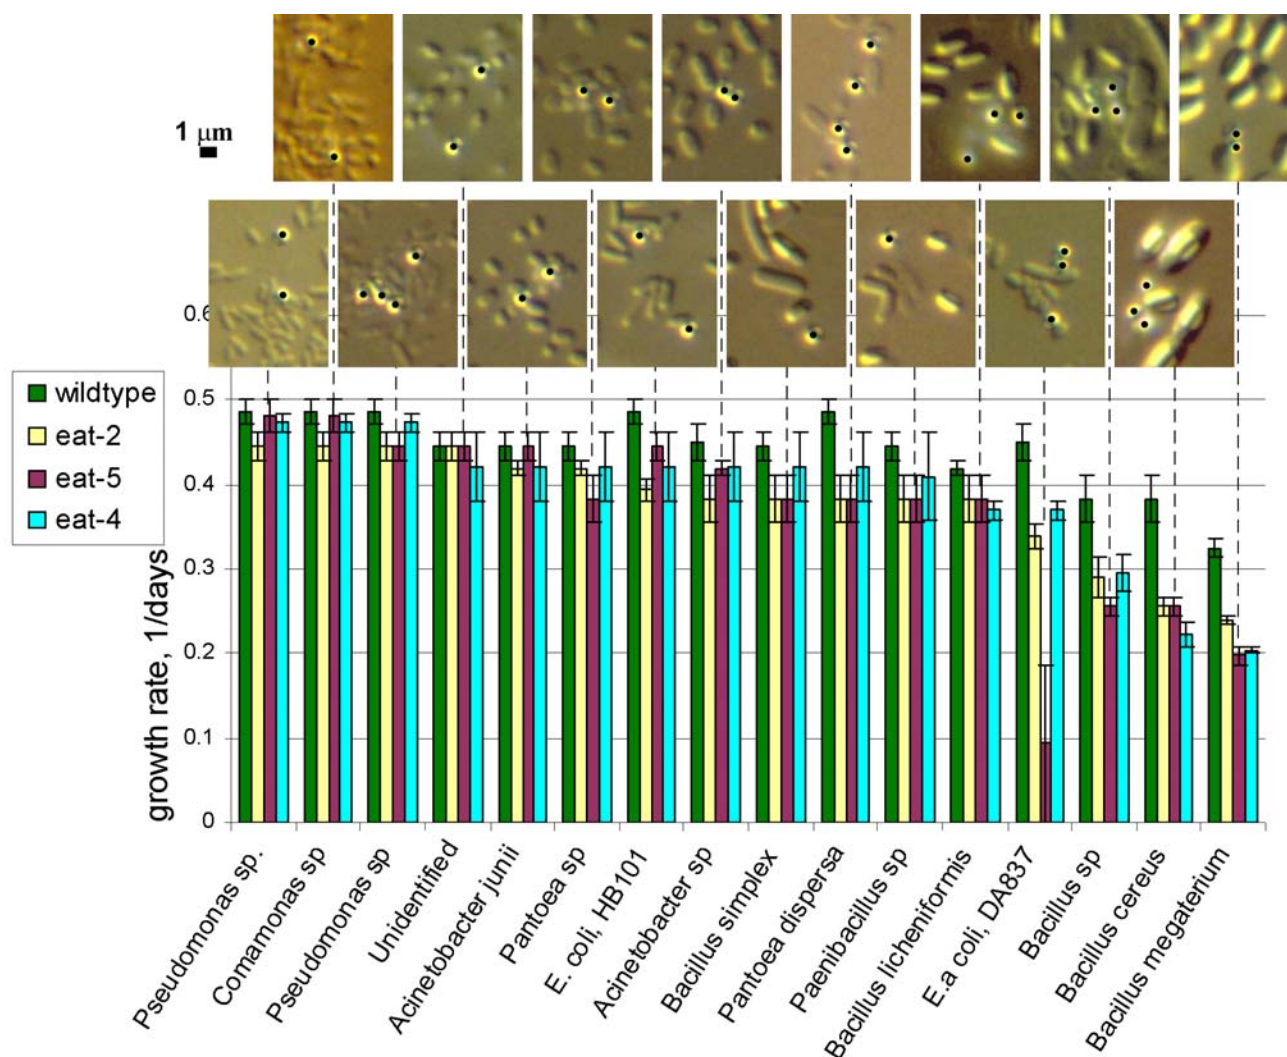 1 μm
0.6
wildtype
eat-2
eat-5
eat-4
growth rate, 1/days
0.5
0.4
0.3
0.2
0.1
0
Pseudomonas sp.
Comamonas sp
Pseudomonas sp
Unidentified
Acinetobacter junii
Pantoea sp
E. coli, HB101
Acinetobacter sp
Bacillus simplex
Pantoea dispersa
Paenibacillus sp
Bacillus licheniformis
E.a coli, DA837
Bacillus sp
Bacillus cereus
Bacillus megaterium